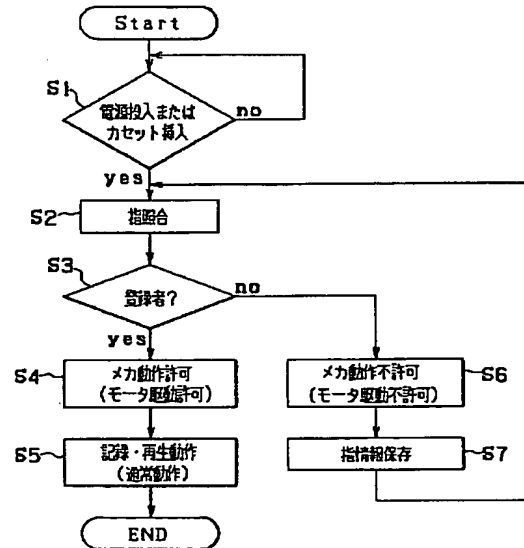 Start
S1
電源投入または
カセット挿入
no
yes
S2
指照合
S3
登録者?
no
yes
S4
メカ動作許可
(モータ駆動許可)
S6
メカ動作不許可
(モータ駆動不許可)
S5
記録・再生動作
(通常動作)
S7
指情報保存
END